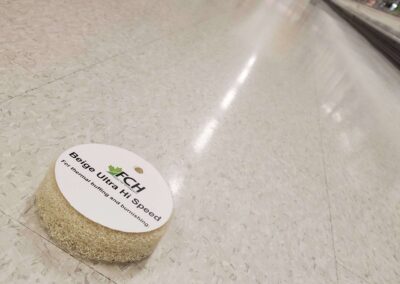 FCH
Beige Ultra Hi Speed
For thermal buffing and burnishing